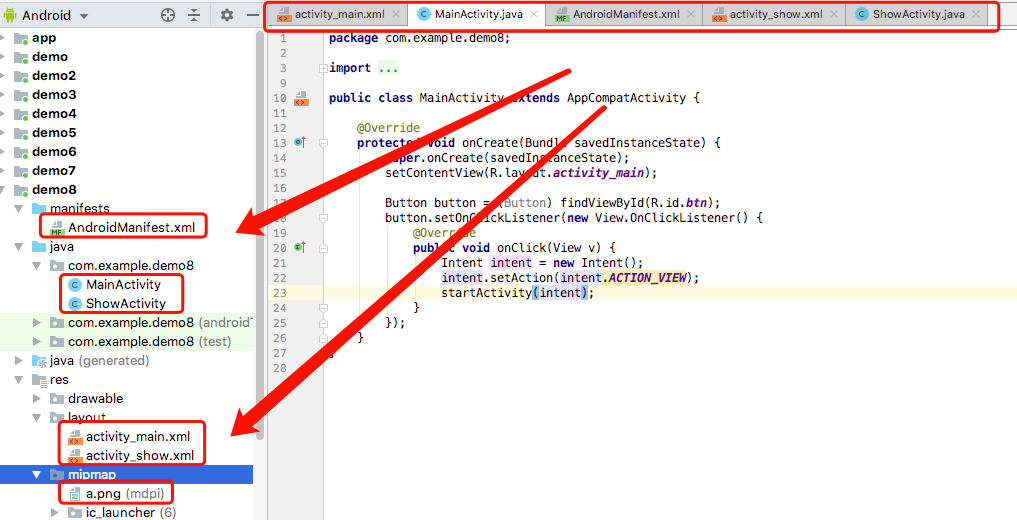 Android
activity_main.xml MainActivity.java AndroidManifest.xml activity_show.xml ShowActivity.java
app
demo
demo2
demo3
demo4
demo5
demo6
demo7
demo8
manifests
AndroidManifest.xml
java
com.example.demo8
MainActivity
ShowActivity
com.example.demo8 (android
com.example.demo8 (test)
java (generated)
res
drawable
layout
activity_main.xml
activity_show.xml
mipmap
a.png (mdpi)
ic_launcher (6)
1 package com.example.demo8;
2
3 import ...
9
10 public class MainActivity extends AppCompatActivity {
11
12 @Override
13 protected void onCreate(Bundle savedInstanceState) {
14 super.onCreate(savedInstanceState);
15 setContentView(R.layout.activity_main);
16
17 Button button = (Button) findViewById(R.id.btn);
18 button.setOnClickListener(new View.OnClickListener() {
19 @Override
20 public void onClick(View v) {
21 Intent intent = new Intent();
22 intent.setAction(intent.ACTION_VIEW);
23 startActivity(intent);
24 }
25 });
26 }
27 }
28